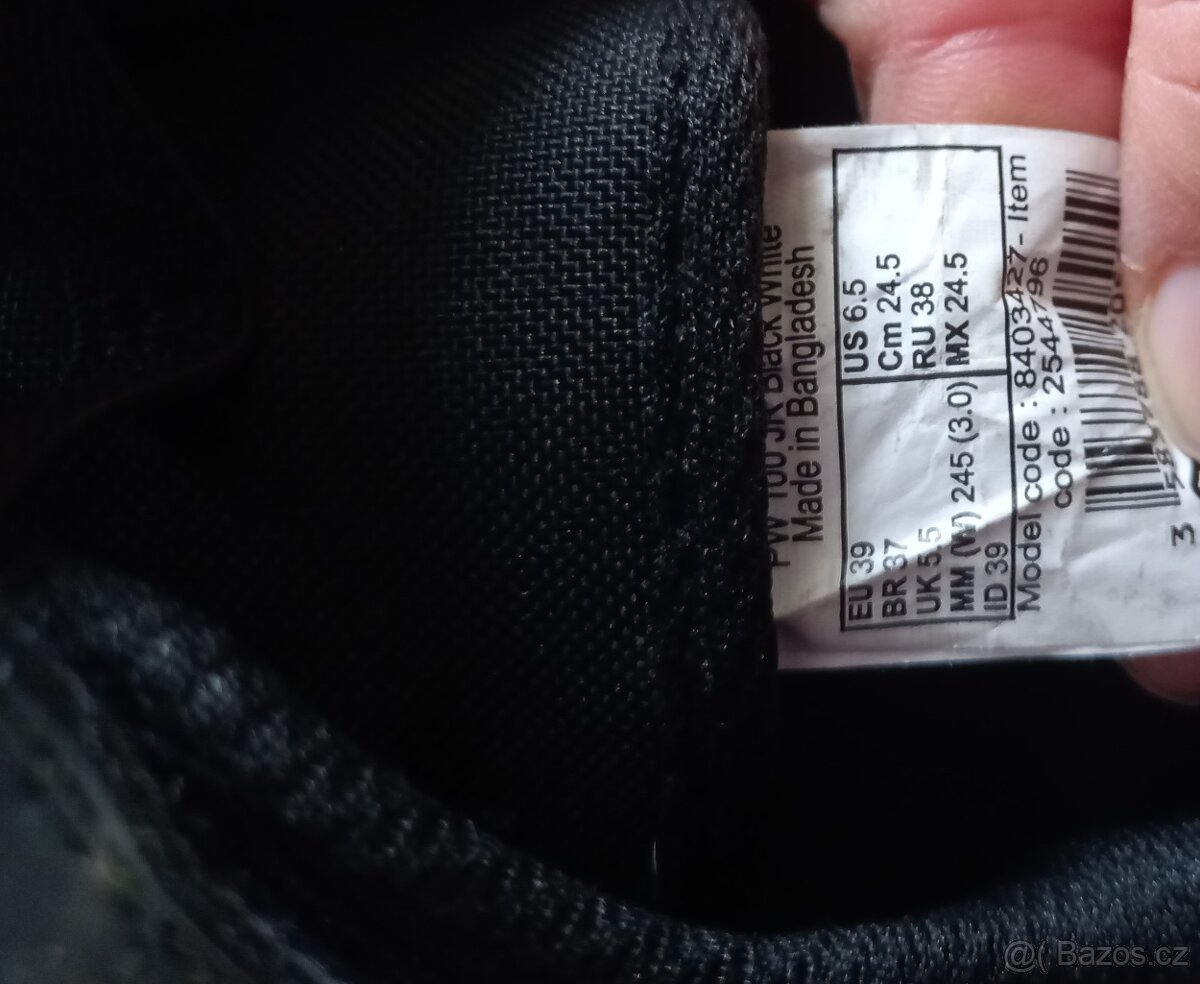 PW 100 JR Black White
Made in Bangladesh
EU 39 US 6.5
BR 37 Cm 24.5
UK 5.5 RU 38
MM (W) 245 (3.0) MX 24.5
ID 39
Model code : 8403427- Item
code : 2544796
3
@( Bazos.cz